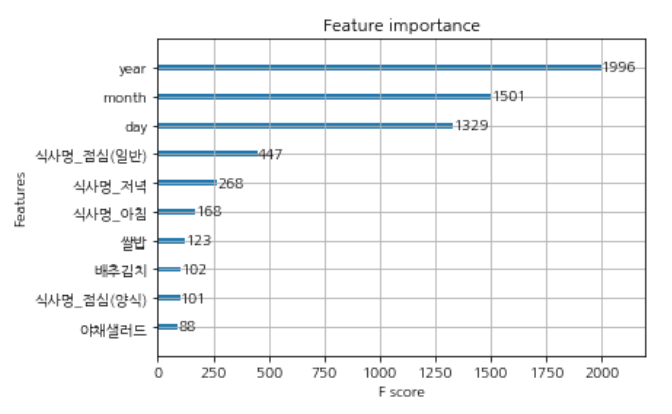 Feature importance
year 1996
month 1501
day 1329
식사명_점심(일반) 447
식사명_저녁 268
식사명_아침 168
쌀밥 123
배추김치 102
식사명_점심(양식) 101
야채샐러드 88
Features
0 250 500 750 1000 1250 1500 1750 2000
F score